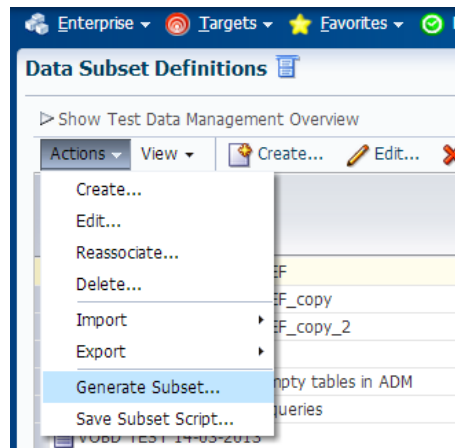 Enterprise Targets Favorites
Data Subset Definitions
Show Test Data Management Overview
Actions View Create... Edit...
Create...
Edit...
Reassociate...
Delete...
Import
Export
Generate Subset...
Save Subset Script...
EF
EF_copy
EF_copy_2
mpty tables in ADM
queries
VOBD TEST 14-03-2013